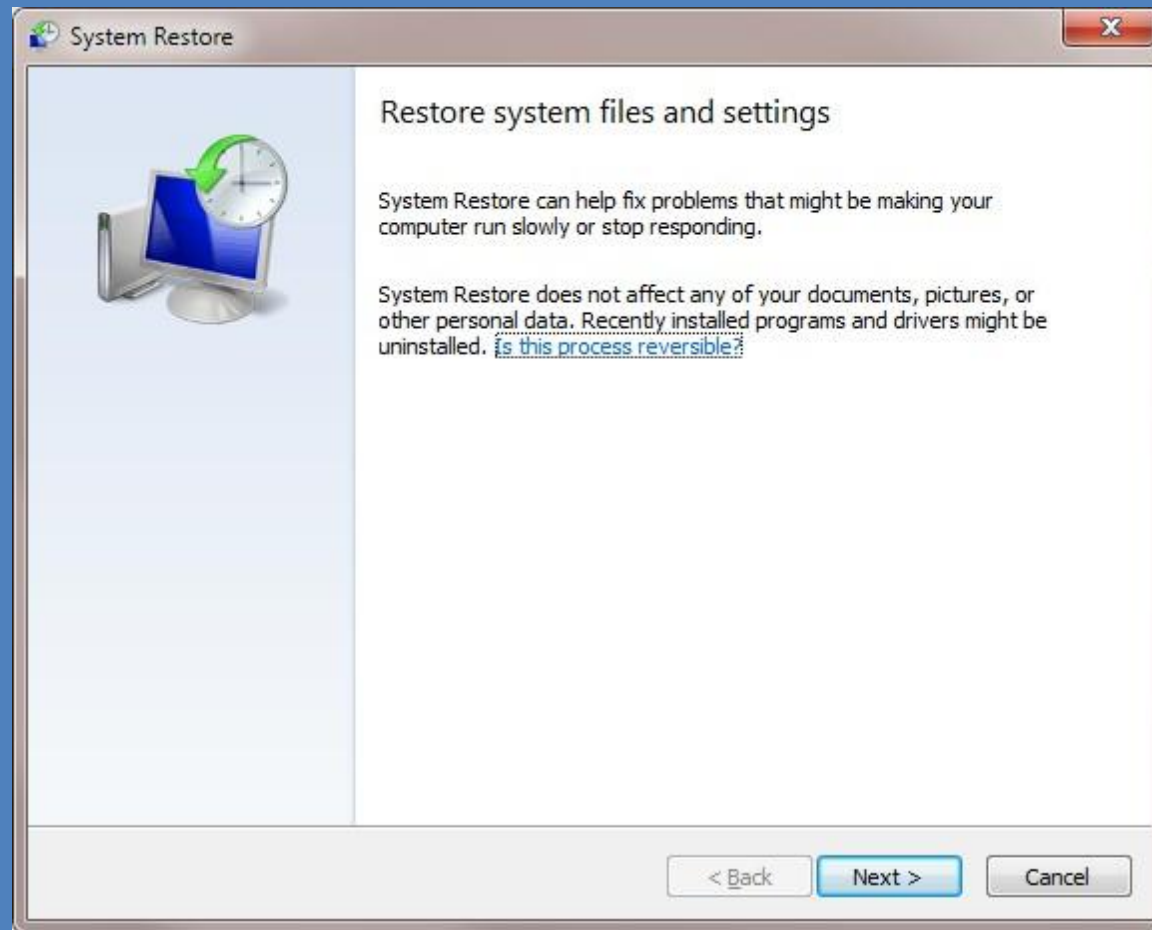 System Restore
Restore system files and settings
System Restore can help fix problems that might be making your
computer run slowly or stop responding.
System Restore does not affect any of your documents, pictures, or
other personal data. Recently installed programs and drivers might be
uninstalled. Is this process reversible?
< Back Next > Cancel